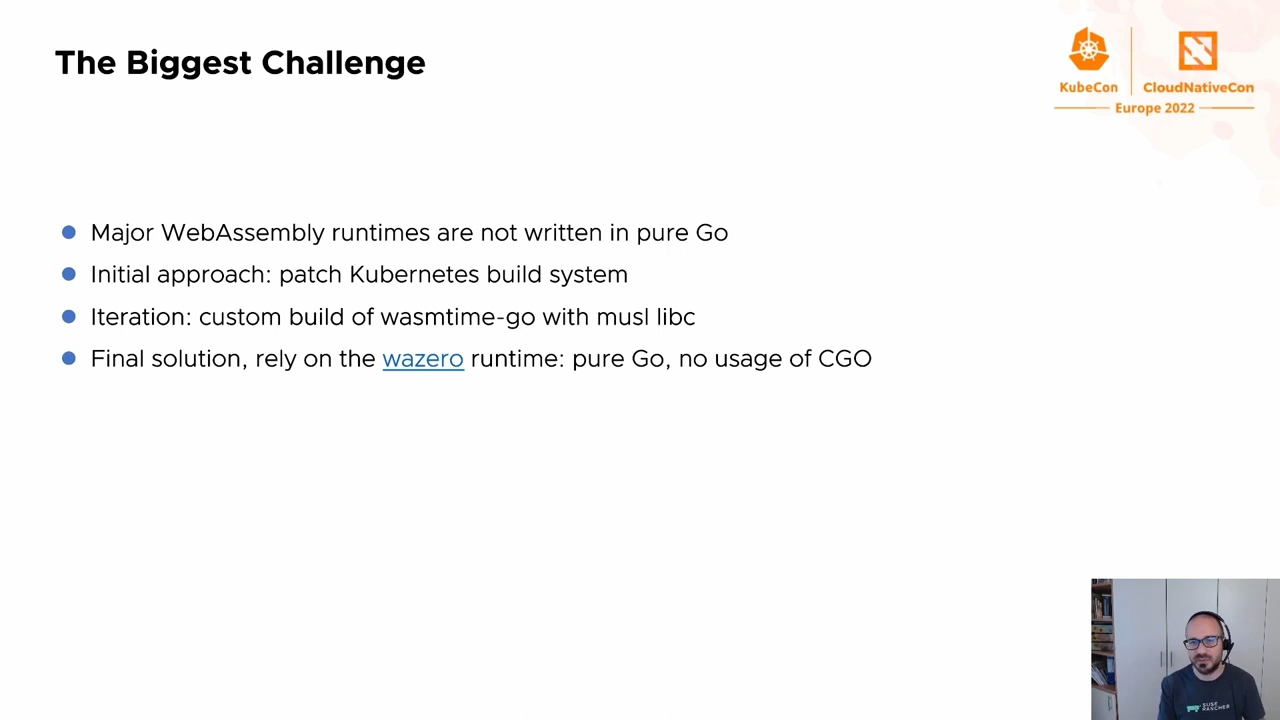 The Biggest Challenge
KubeCon
CloudNativeCon
Europe 2022
Major WebAssembly runtimes are not written in pure Go
Initial approach: patch Kubernetes build system
Iteration: custom build of wasmtime-go with musl libc
Final solution, rely on the wazero runtime: pure Go, no usage of CGO
SUSE
RANCHER